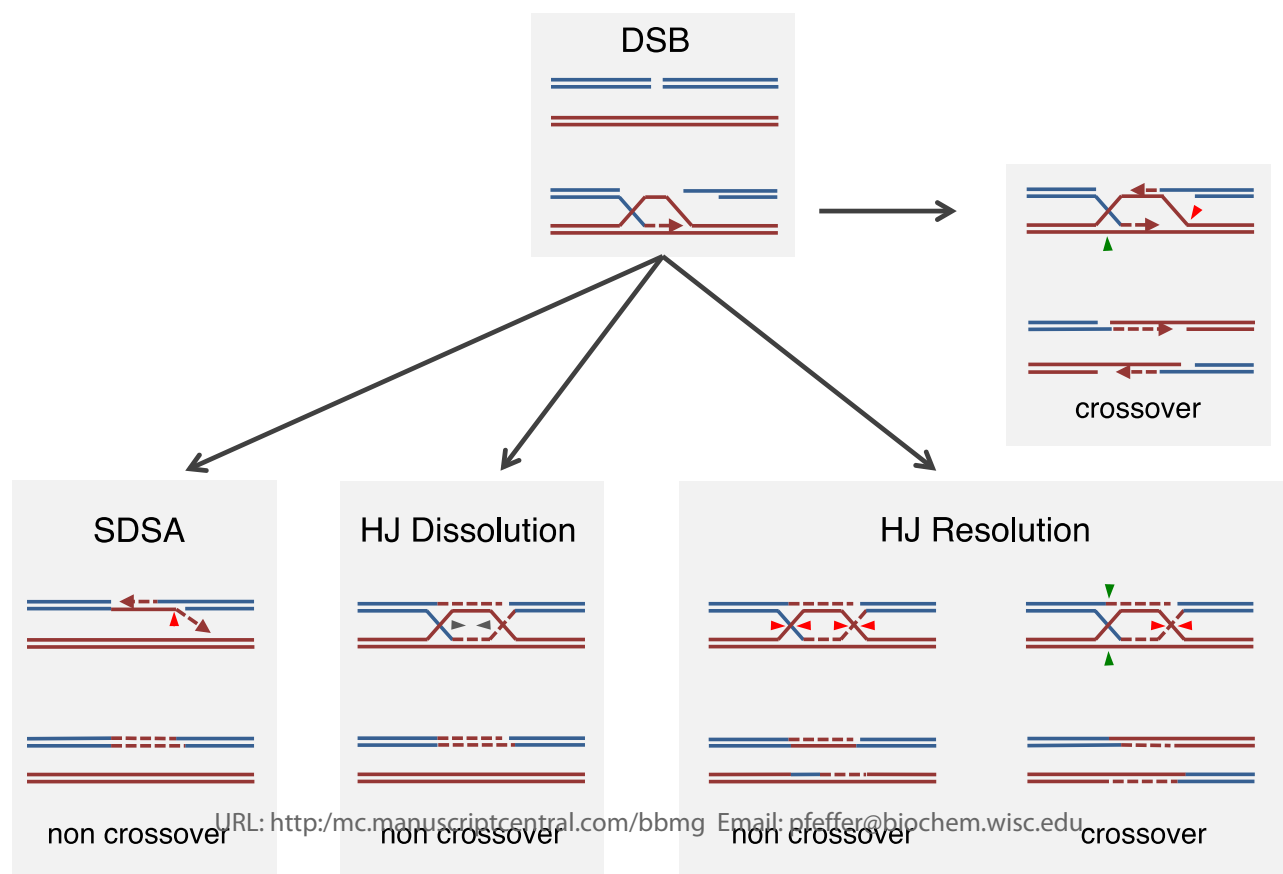 DSB
crossover
SDSA
HJ Dissolution
HJ Resolution
non crossover
non crossover
non crossover
crossover
URL: http:/mc.manuscriptcentral.com/bbmg Email: pfeffer@biochem.wisc.edu